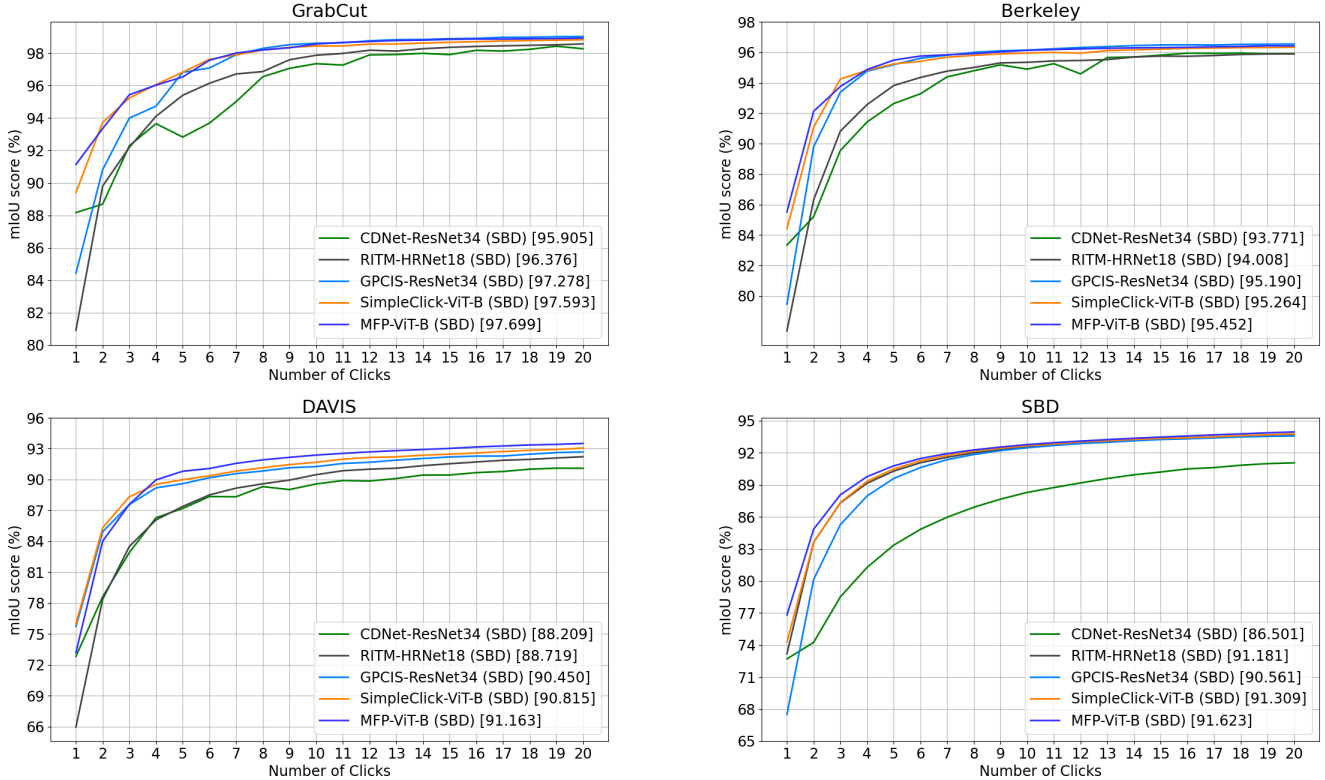 GrabCut
98
96
94
92
90
88
86
84
82
80
mIoU score (%)
1 2 3 4 5 6 7 8 9 10 11 12 13 14 15 16 17 18 19 20
Number of Clicks
CDNet-ResNet34 (SBD) [95.905]
RITM-HRNet18 (SBD) [96.376]
GPCIS-ResNet34 (SBD) [97.278]
SimpleClick-ViT-B (SBD) [97.593]
MFP-ViT-B (SBD) [97.699]
Berkeley
98
96
94
92
90
88
86
84
82
80
mIoU score (%)
1 2 3 4 5 6 7 8 9 10 11 12 13 14 15 16 17 18 19 20
Number of Clicks
CDNet-ResNet34 (SBD) [93.771]
RITM-HRNet18 (SBD) [94.008]
GPCIS-ResNet34 (SBD) [95.190]
SimpleClick-ViT-B (SBD) [95.264]
MFP-ViT-B (SBD) [95.452]
DAVIS
96
93
90
87
84
81
78
75
72
69
66
mIoU score (%)
1 2 3 4 5 6 7 8 9 10 11 12 13 14 15 16 17 18 19 20
Number of Clicks
CDNet-ResNet34 (SBD) [88.209]
RITM-HRNet18 (SBD) [88.719]
GPCIS-ResNet34 (SBD) [90.450]
SimpleClick-ViT-B (SBD) [90.815]
MFP-ViT-B (SBD) [91.163]
SBD
95
92
89
86
83
80
77
74
71
68
65
mIoU score (%)
1 2 3 4 5 6 7 8 9 10 11 12 13 14 15 16 17 18 19 20
Number of Clicks
CDNet-ResNet34 (SBD) [86.501]
RITM-HRNet18 (SBD) [91.181]
GPCIS-ResNet34 (SBD) [90.561]
SimpleClick-ViT-B (SBD) [91.309]
MFP-ViT-B (SBD) [91.623]